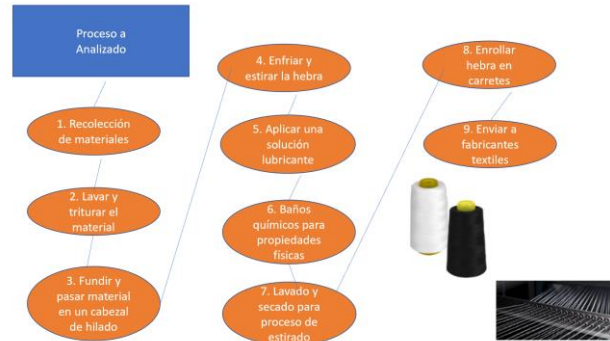 Proceso a
Analizado
1. Recolección
de materiales
2. Lavar y
triturar el
material
3. Fundir y
pasar material
en un cabezal
de hilado
4. Enfriar y
estirar la hebra
5. Aplicar una
solución
lubricante
6. Baños
químicos para
propiedades
físicas
7. Lavado y
secado para
proceso de
estirado
8. Enrollar
hebra en
carretes
9. Enviar a
fabricantes
textiles